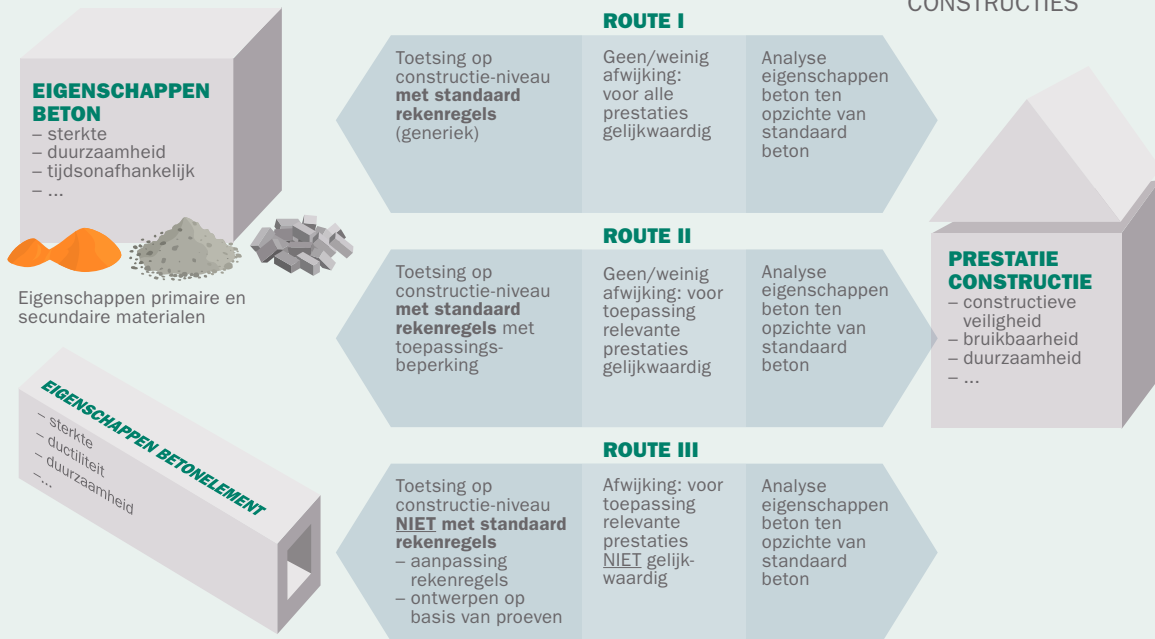 CONSTRUCTIES
EIGENSCHAPPEN
BETON
– sterkte
– duurzaamheid
– tijdsonafhankelijk
– ...
Eigenschappen primaire en
secundaire materialen
EIGENSCHAPPEN BETONELEMENT
– sterkte
– ductiliteit
– duurzaamheid
–...
ROUTE I
Toetsing op
constructie-niveau
met standaard
rekenregels
(generiek)
Geen/weinig
afwijking:
voor alle
prestaties
gelijkwaardig
Analyse
eigenschappen
beton ten
opzichte van
standaard
beton
ROUTE II
Toetsing op
constructie-niveau
met standaard
rekenregels met
toepassings-
beperking
Geen/weinig
afwijking: voor
toepassing
relevante
prestaties
gelijkwaardig
Analyse
eigenschappen
beton ten
opzichte van
standaard
beton
ROUTE III
Toetsing op
constructie-niveau
NIET met standaard
rekenregels
– aanpassing
rekenregels
– ontwerpen op
basis van proeven
Afwijking: voor
toepassing
relevante
prestaties
NIET gelijk-
waardig
Analyse
eigenschappen
beton ten
opzichte van
standaard
beton
PRESTATIE
CONSTRUCTIE
– constructieve
veiligheid
– bruikbaarheid
– duurzaamheid
– ...